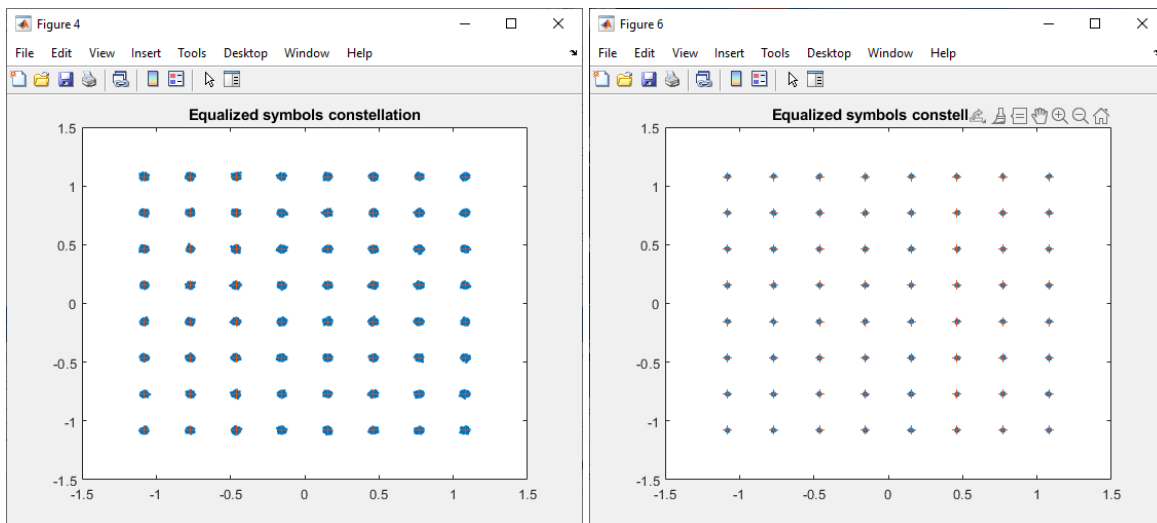 Figure 4
File Edit View Insert Tools Desktop Window Help
Equalized symbols constellation
1.5
1
0.5
0
-0.5
-1
-1.5
-1.5 -1 -0.5 0 0.5 1 1.5
Figure 6
File Edit View Insert Tools Desktop Window Help
Equalized symbols constell
1.5
1
0.5
0
-0.5
-1
-1.5
-1.5 -1 -0.5 0 0.5 1 1.5